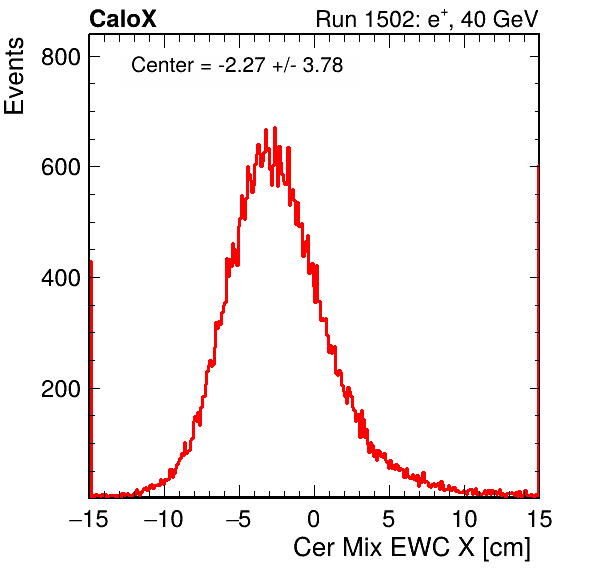 CaloX Run 1502: e⁺, 40 GeV
Events
Center = -2.27 +/- 3.78
800
600
400
200
−15 −10 −5 0 5 10 15
Cer Mix EWC X [cm]